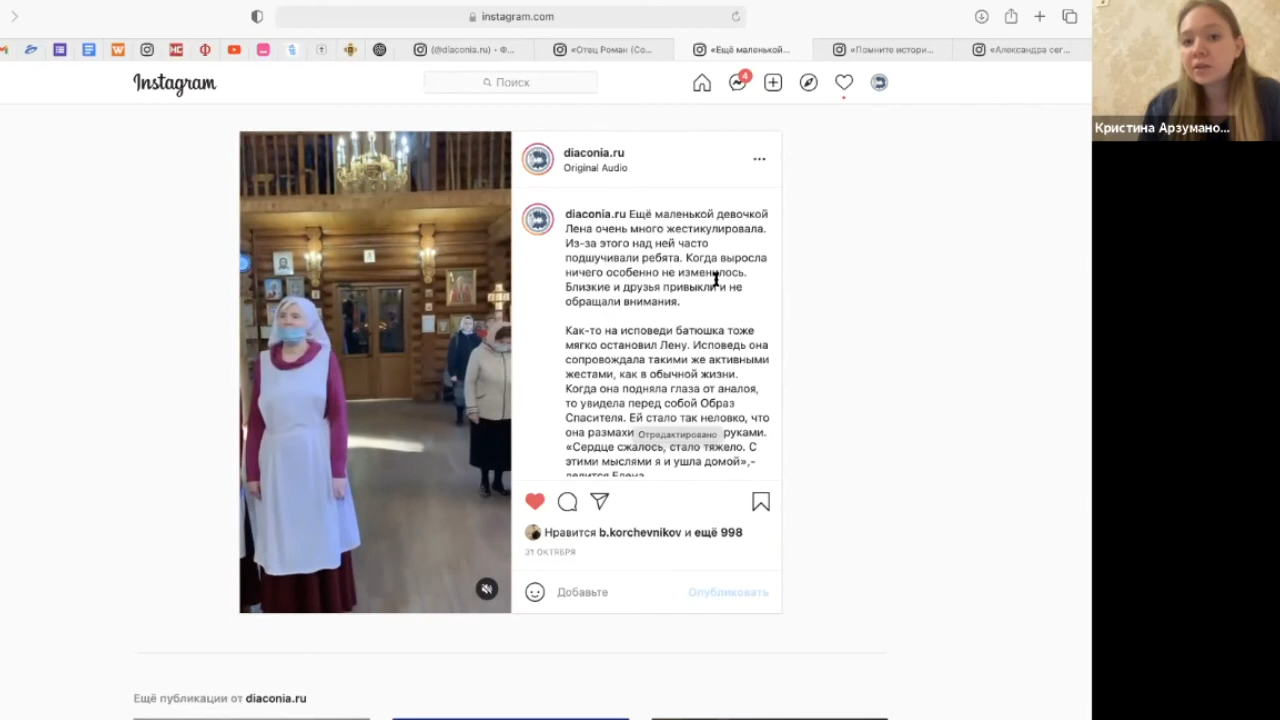 instagram.com
(@diaconia.ru) • Ф...
«Отец Роман (Со...
«Ещё маленькой...
«Помните истори...
«Александра сег...
Кристина Арзумано...
Instagram
Поиск
4
diaconia.ru
Original Audio
diaconia.ru Ещё маленькой девочкой
Лена очень много жестикулировала.
Из-за этого над ней часто
подшучивали ребята. Когда выросла
ничего особенно не изменилось.
Близкие и друзья привыкли и не
обращали внимания.
Как-то на исповеди батюшка тоже
мягко остановил Лену. Исповедь она
сопровождала такими же активными
жестами, как в обычной жизни.
Когда она подняла глаза от аналоя,
то увидела перед собой Образ
Спасителя. Ей стало так неловко, что
она размахи
руками.
Отредактировано
«Сердце сжалось, стало тяжело. С
этими мыслями я и ушла домой»,-
делится Елена.
Нравится b.korchevnikov и ещё 998
21 ОКТЯБРЯ
Добавьте
Опубликовать
Ещё публикации от diaconia.ru